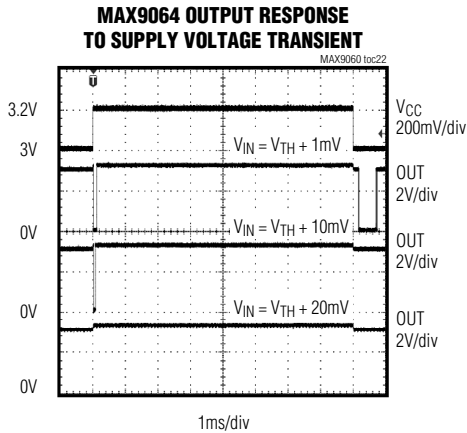 MAX9064 OUTPUT RESPONSE
TO SUPPLY VOLTAGE TRANSIENT
MAX9060 toc22
3.2V
VCC
200mV/div
3V
VIN = VTH + 1mV
OUT
2V/div
0V
VIN = VTH + 10mV
OUT
2V/div
0V
VIN = VTH + 20mV
OUT
2V/div
0V
1ms/div